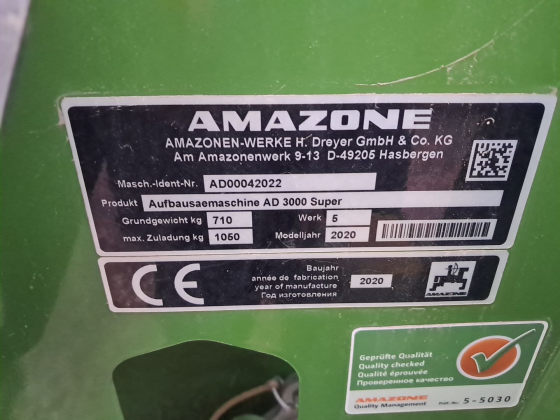 AMAZONE
AMAZONEN-WERKE H. Dreyer GmbH & Co. KG
Am Amazonenwerk 9-13 D-49205 Hasbergen
Masch.-Ident-Nr. AD00042022
Produkt Aufbausaemaschine AD 3000 Super
Grundgewicht kg 710 Werk 5
max. Zuladung kg 1050 Modelljahr 2020
CE
Baujahr
année de fabrication
year of manufacture
Год изготовления
2020
AMAZONE
Geprüfte Qualität
Quality checked
Qualité éprouvée
Проверенное качество
AMAZONE
Quality Management
5-5030